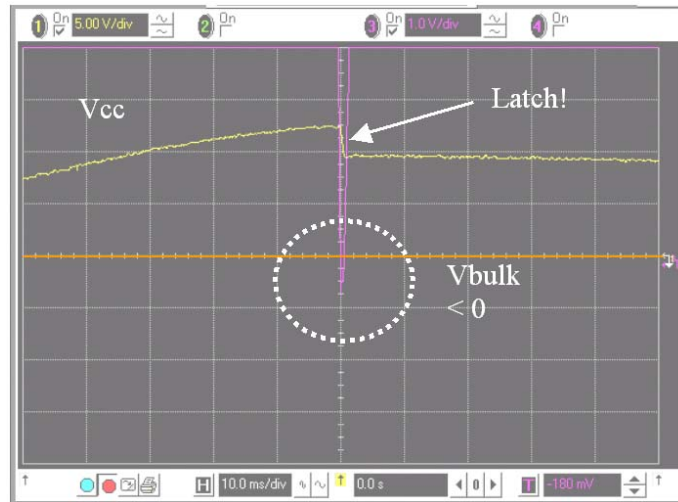 1 On 5.00 V/div 2 On 3 On 1.0 V/div 4 On
Vcc
Latch!
Vbulk
< 0
H 10.0 ms/div 0.0 s 0 T -180 mV